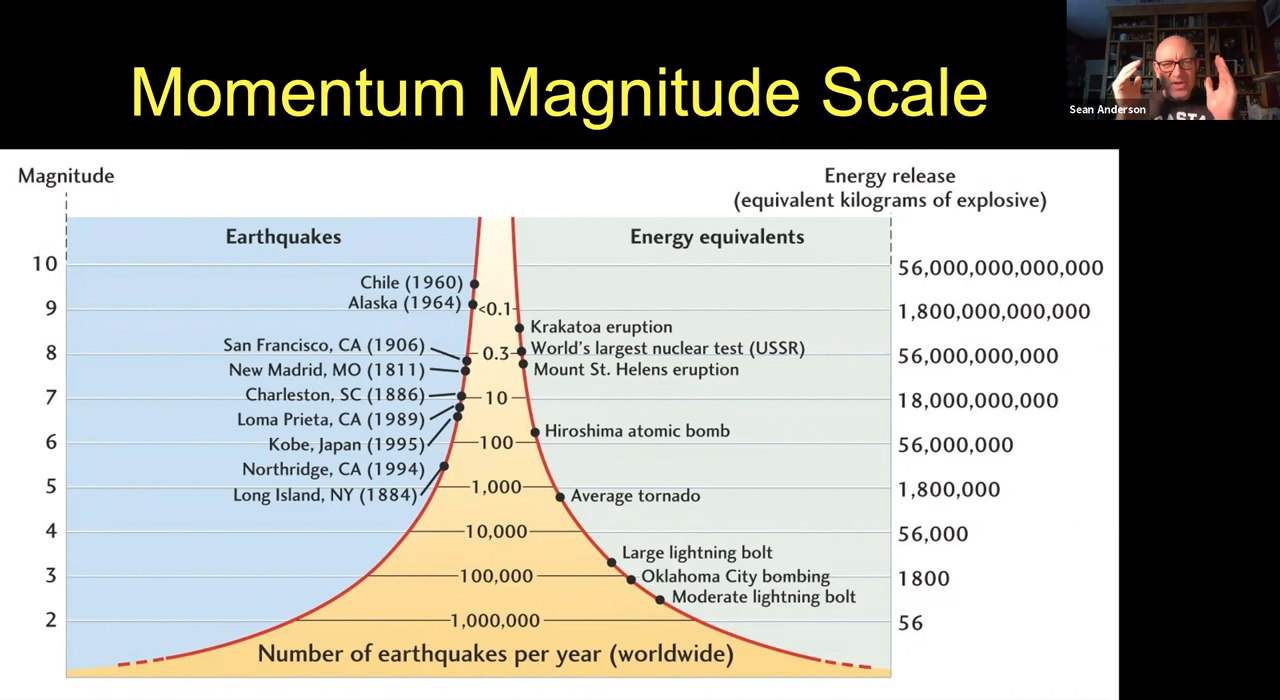 Momentum Magnitude Scale
Sean Anderson
Magnitude
Energy release
(equivalent kilograms of explosive)
Earthquakes
Energy equivalents
10
56,000,000,000,000
Chile (1960)
Alaska (1964)
9
<0.1
1,800,000,000,000
Krakatoa eruption
San Francisco, CA (1906)
World's largest nuclear test (USSR)
8
0.3
56,000,000,000
New Madrid, MO (1811)
Mount St. Helens eruption
Charleston, SC (1886)
7
10
18,000,000,000
Loma Prieta, CA (1989)
Hiroshima atomic bomb
Kobe, Japan (1995)
6
100
56,000,000
Northridge, CA (1994)
5
1,000
1,800,000
Long Island, NY (1884)
Average tornado
4
10,000
56,000
Large lightning bolt
3
100,000
Oklahoma City bombing
1800
Moderate lightning bolt
2
1,000,000
56
Number of earthquakes per year (worldwide)